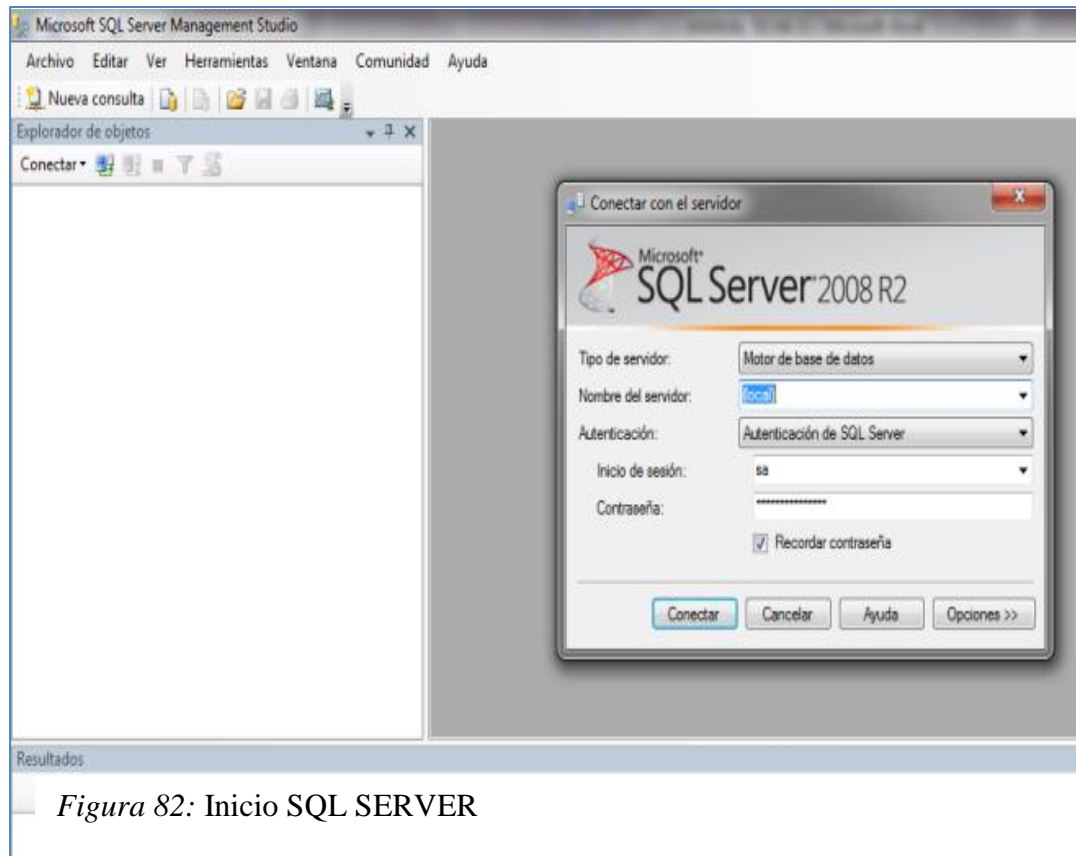 Microsoft SQL Server Management Studio
Archivo Editar Ver Herramientas Ventana Comunidad Ayuda
Nueva consulta
Explorador de objetos
Conectar
Conectar con el servidor
Microsoft
SQL Server 2008 R2
Tipo de servidor: Motor de base de datos
Nombre del servidor: (local)
Autenticación: Autenticación de SQL Server
Inicio de sesión: sa
Contraseña: ***************
Recordar contraseña
Conectar Cancelar Ayuda Opciones >>
Resultados
Figura 82: Inicio SQL SERVER